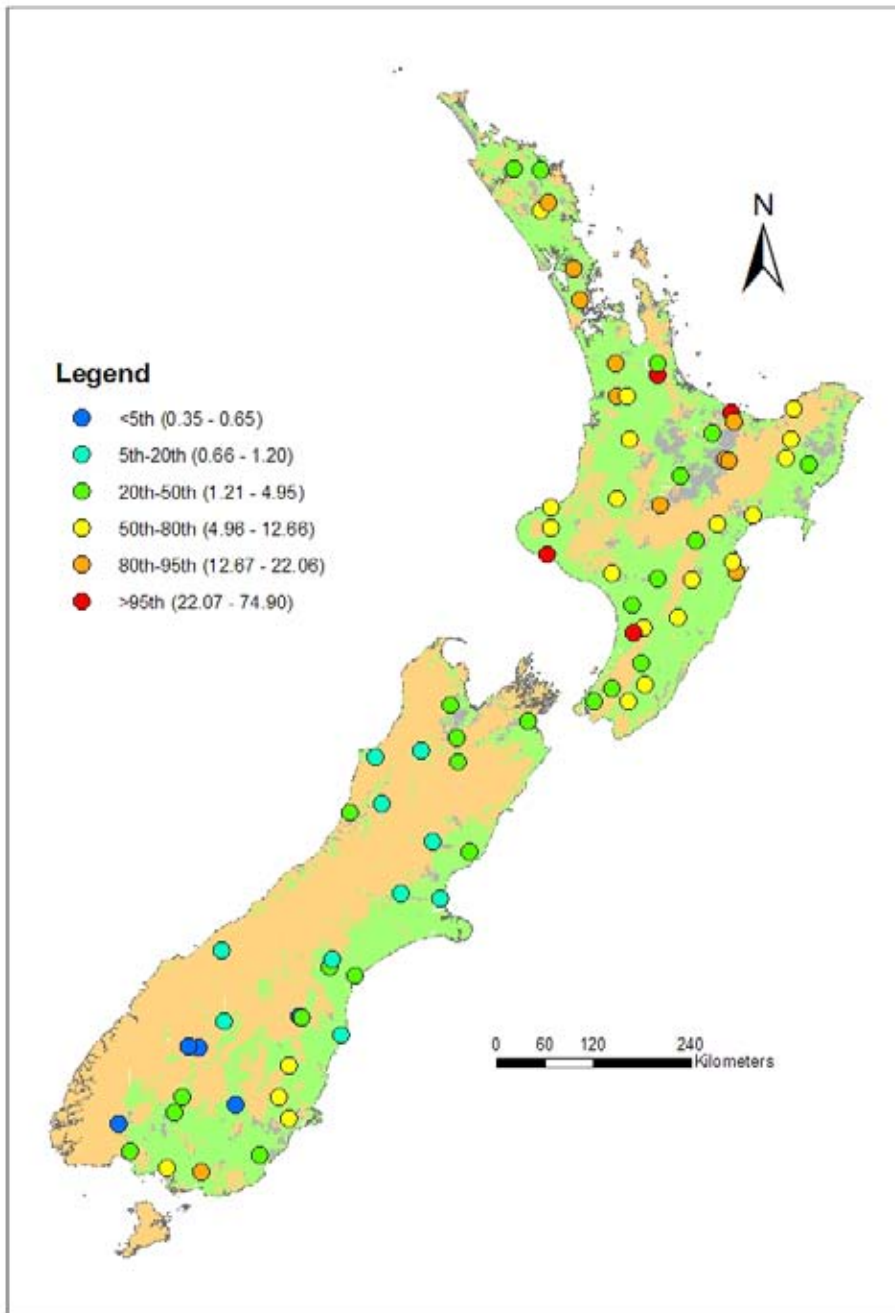 N
Legend
<5th (0.35 - 0.65)
5th-20th (0.66 - 1.20)
20th-50th (1.21 - 4.95)
50th-80th (4.96 - 12.66)
80th-95th (12.67 - 22.06)
>95th (22.07 - 74.90)
0 60 120 240
Kilometers